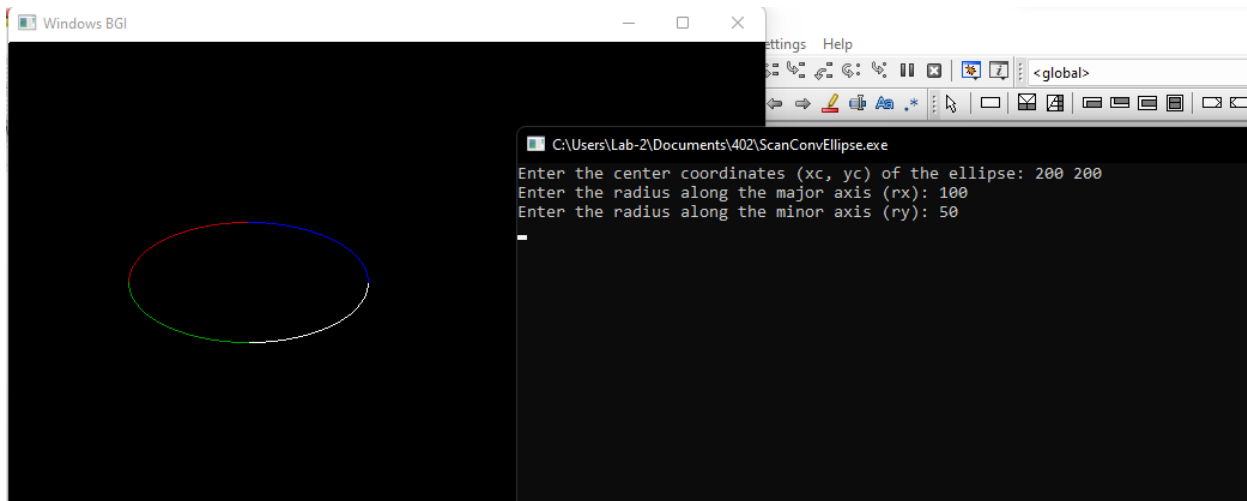 Windows BGI
ettings Help
<global>
C:\Users\Lab-2\Documents\402\ScanConvEllipse.exe
Enter the center coordinates (xc, yc) of the ellipse: 200 200
Enter the radius along the major axis (rx): 100
Enter the radius along the minor axis (ry): 50